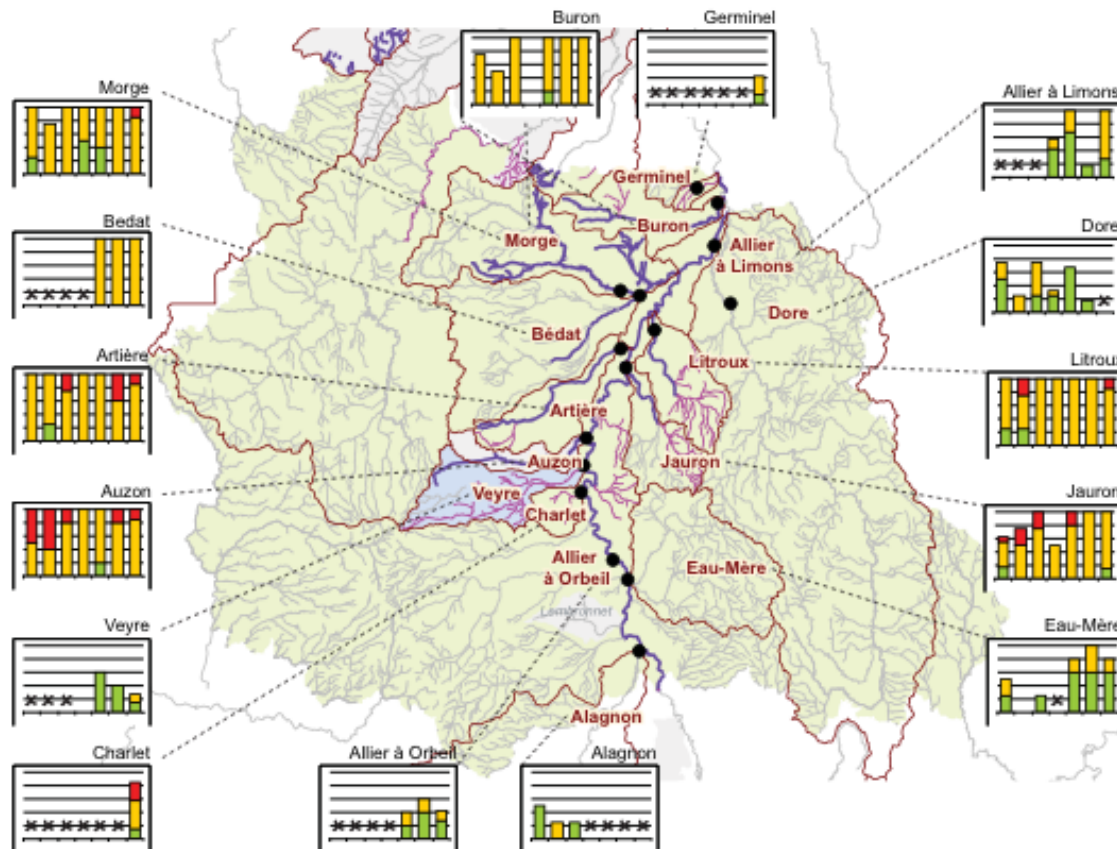 Buron
Germinel
Morge
Allier à Limons
Bedat
Dore
Artière
Litroux
Auzon
Jauron
Veyre
Eau-Mère
Charlet
Allier à Orbeil
Alagnon
Germinel
Buron
Morge
Allier
à Limons
Dore
Bédat
Litroux
Artière
Auzon
Jauron
Veyre
Charlet
Allier
à Orbeil
Eau-Mère
Lembronnet
Alagnon